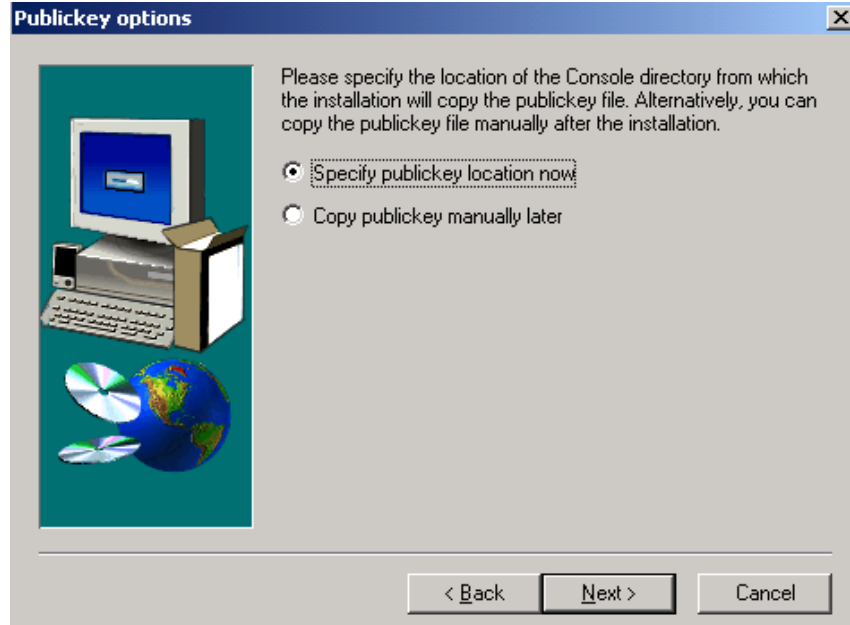 Publickey options
Please specify the location of the Console directory from which
the installation will copy the publickey file. Alternatively, you can
copy the publickey file manually after the installation.
Specify publickey location now
Copy publickey manually later
< Back
Next >
Cancel